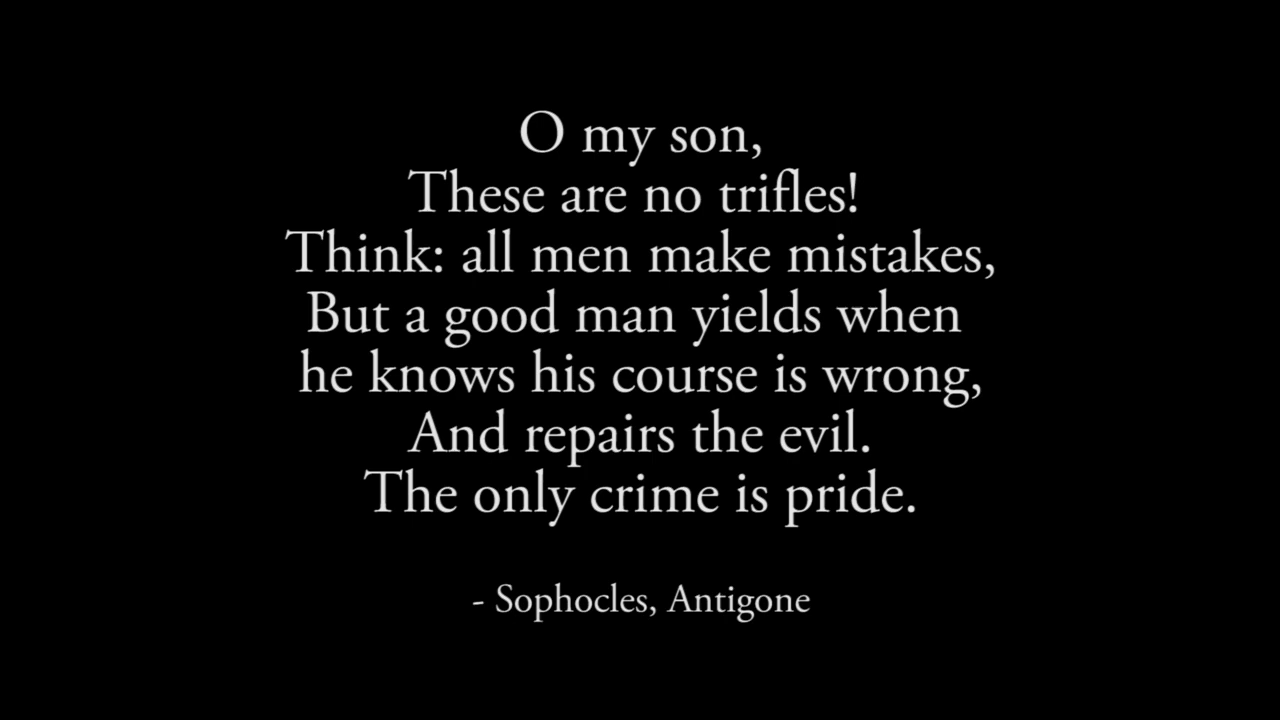 O my son,
These are no trifles!
Think: all men make mistakes,
But a good man yields when
he knows his course is wrong,
And repairs the evil.
The only crime is pride.
- Sophocles, Antigone